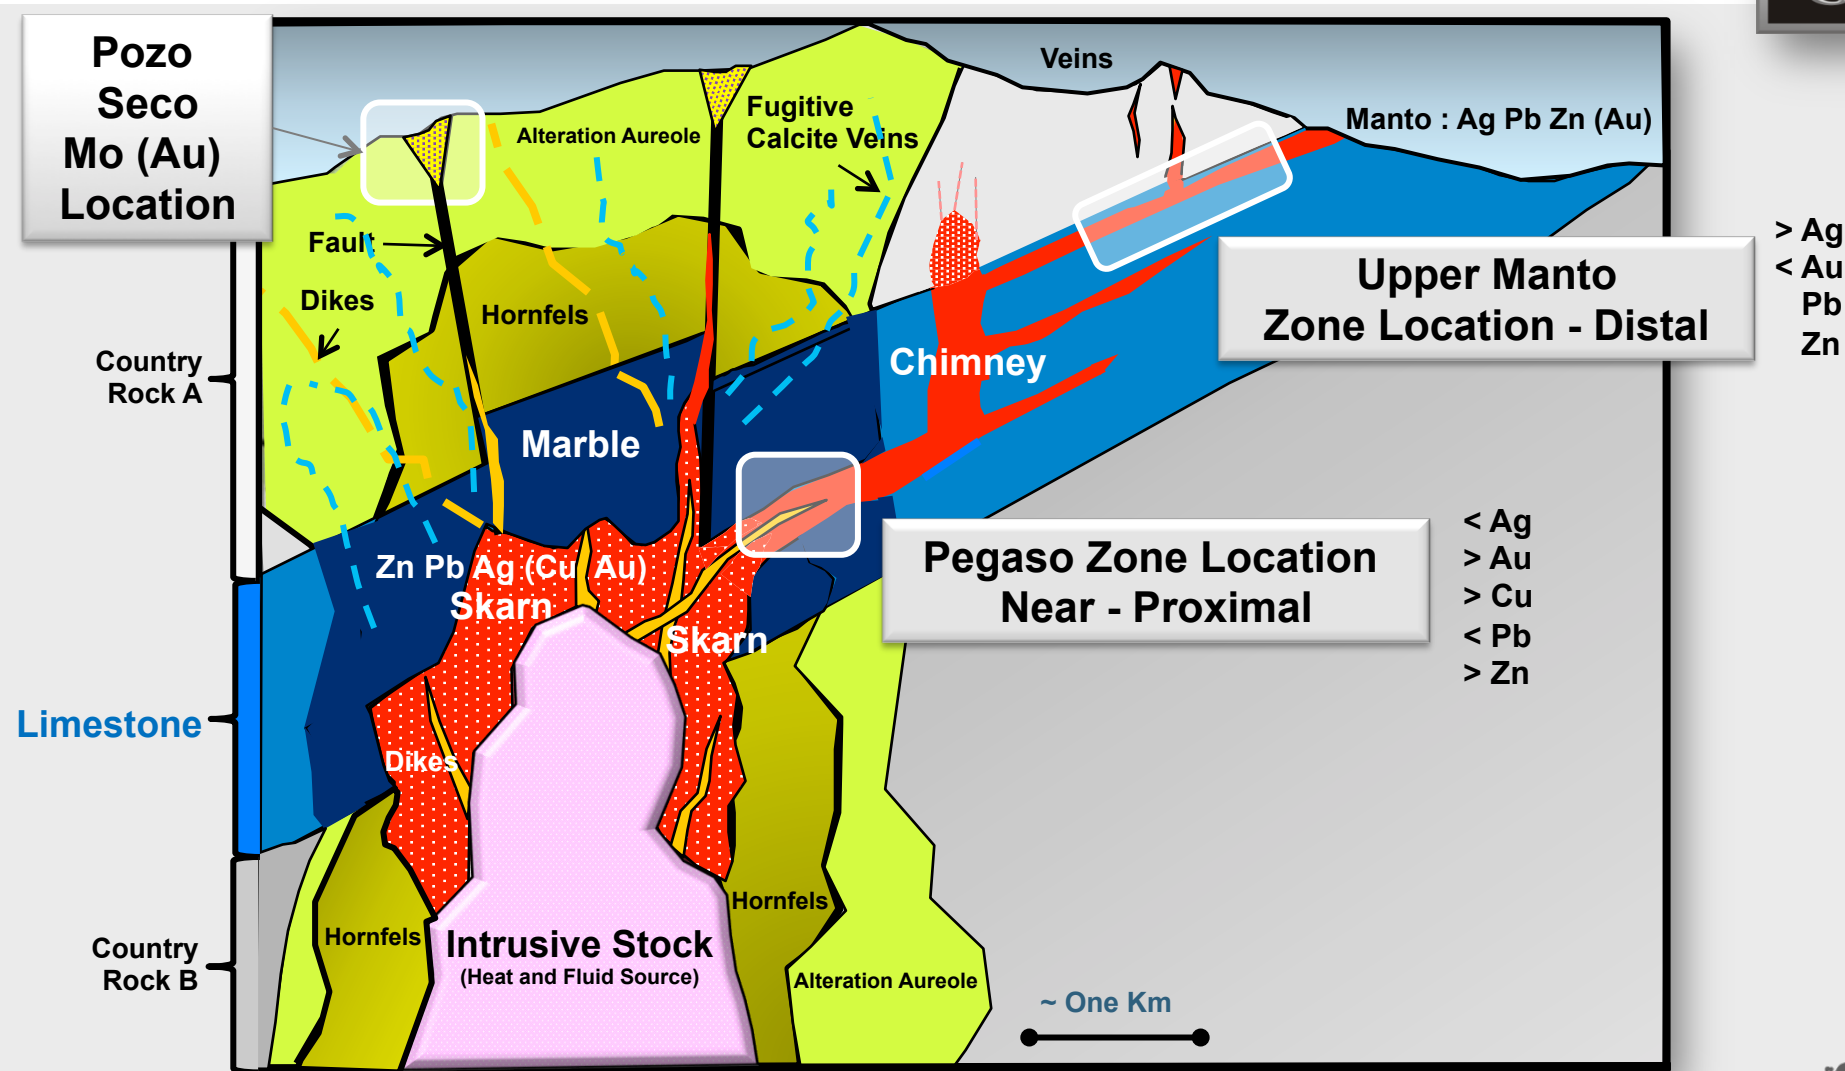 Pozo
Seco
Mo (Au)
Location
Veins
Manto : Ag Pb Zn (Au)
Fugitive
Calcite Veins
Alteration Aureole
Fault
Dikes
Hornfels
Country
Rock A
Chimney
Marble
Upper Manto
Zone Location - Distal
> Ag
< Au
Pb
Zn
Zn Pb Ag (Cu Au)
Skarn
Skarn
Pegaso Zone Location
Near - Proximal
< Ag
> Au
> Cu
< Pb
> Zn
Limestone
Dikes
Hornfels
Hornfels
Intrusive Stock
(Heat and Fluid Source)
Country
Rock B
Alteration Aureole
~ One Km